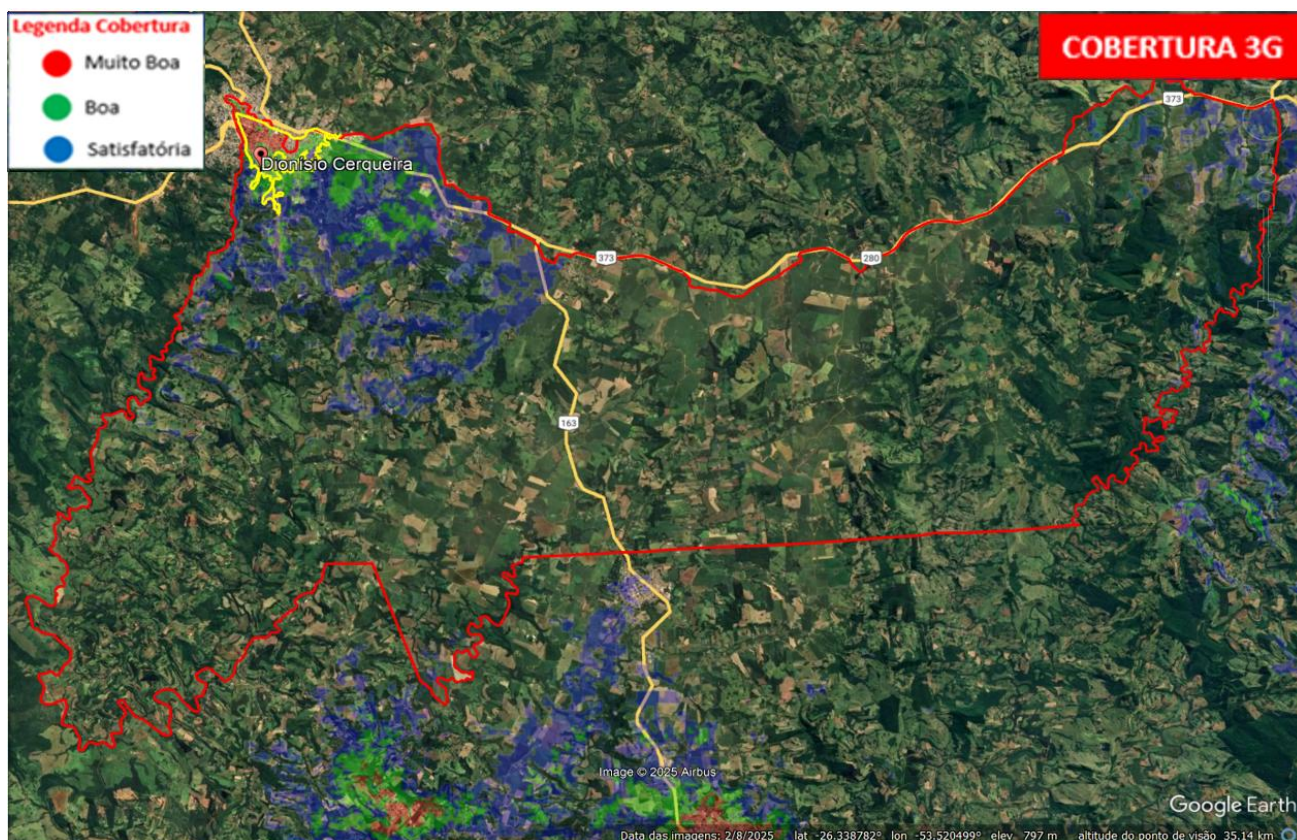 Legenda Cobertura
Muito Boa
Boa
Satisfatória
COBERTURA 3G
373
Dionísio Cerqueira
373
280
163
Image © 2025 Airbus
Google Earth
Data das imagens: 2/8/2025 lat -26.338782° lon -53.520499° elev 797 m altitude do ponto de visão 35.14 km